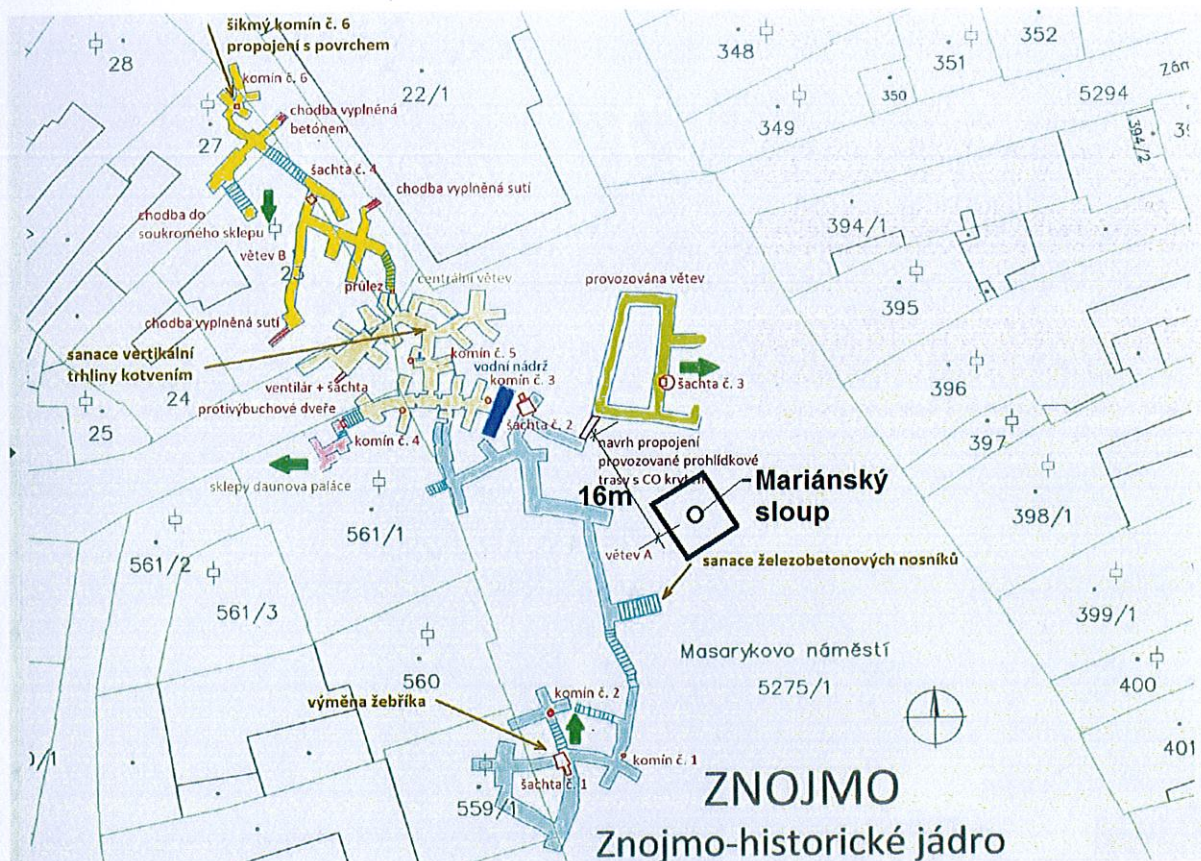 šikný komín č. 6
propojení s povrchem
28
komín č. 6
22/1
348
351
352
350
5294
349
394/2
chodba vyplněná
betónem
27
šachta č. 4
chodba vyplněná sutí
chodba do
soukromého sklepu
větev B
394/1
průlez
centrální větev
provozována větev
395
chodba vyplněná sutí
sanace vertikální
trhliny kotvením
komín č. 5
vodní nádrž
komín č. 3
šachta č. 3
396
24
ventilár + šachta
protivýbuchové dveře
25
komín č. 4
šachta č. 2
397
navrh propojení
provozované prohlídkové
trasy s CO krytem
16m
Mariánský
sloup
sklepy daunova paláce
561/1
398/1
větev A
sanace železobetonových nosníků
561/2
561/3
399/1
Masarykovo náměstí
5275/1
560
400
komín č. 2
výměna žebříka
401
komín č. 1
šachta č. 1
559/1
ZNOJMO
Znojmo-historické jádro